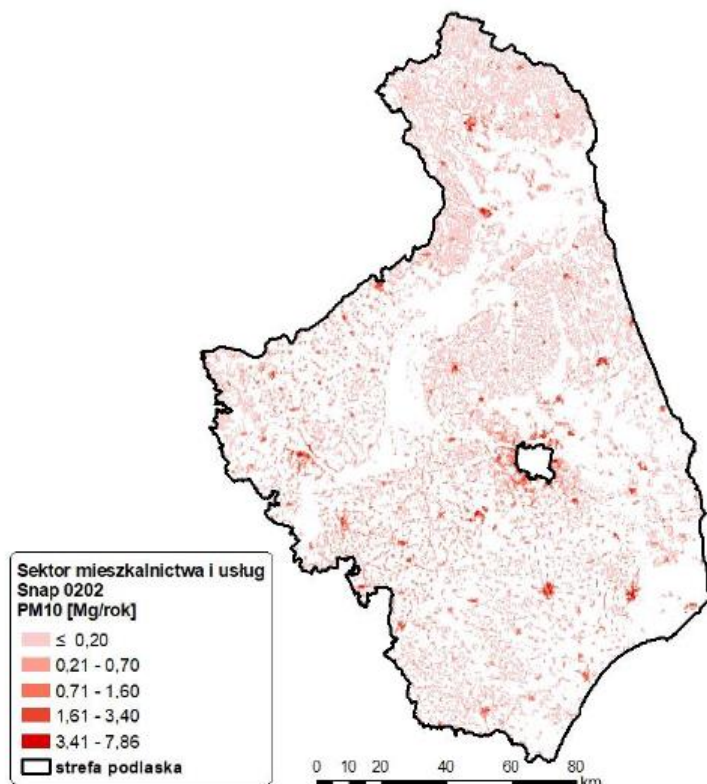 Sektor mieszkalnictwa i usług
Snap 0202
PM10 [Mg/rok]
≤ 0,20
0,21 - 0,70
0,71 - 1,60
1,61 - 3,40
3,41 - 7,86
strefa podlaska
0 10 20 40 60 80
km